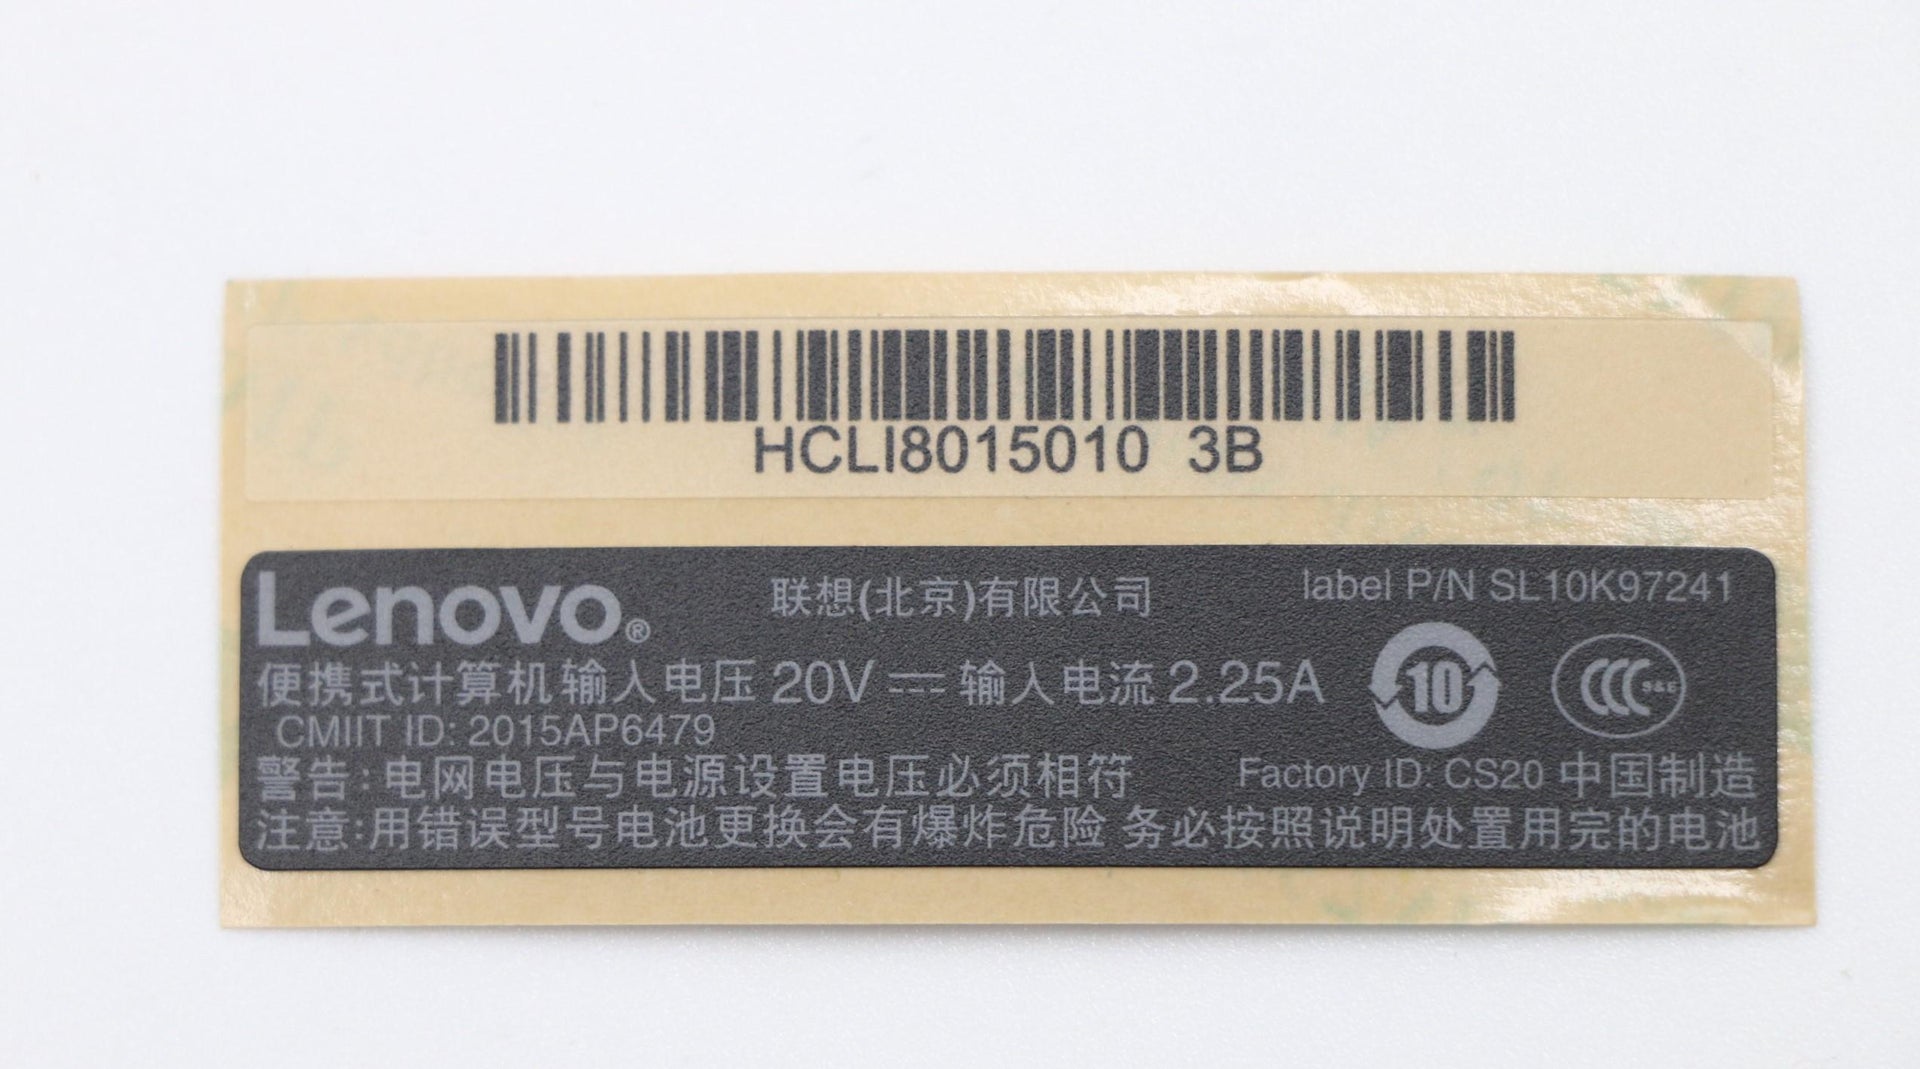 HCLI8015010 3B
Lenovo® 联想(北京)有限公司 label P/N SL10K97241
便携式计算机输入电压 20V ⎓ 输入电流 2.25A 10 CCC S&E
CMIIT ID: 2015AP6479
警告: 电网电压与电源设置电压必须相符 Factory ID: CS20 中国制造
注意:用错误型号电池更换会有爆炸危险 务必按照说明处置用完的电池